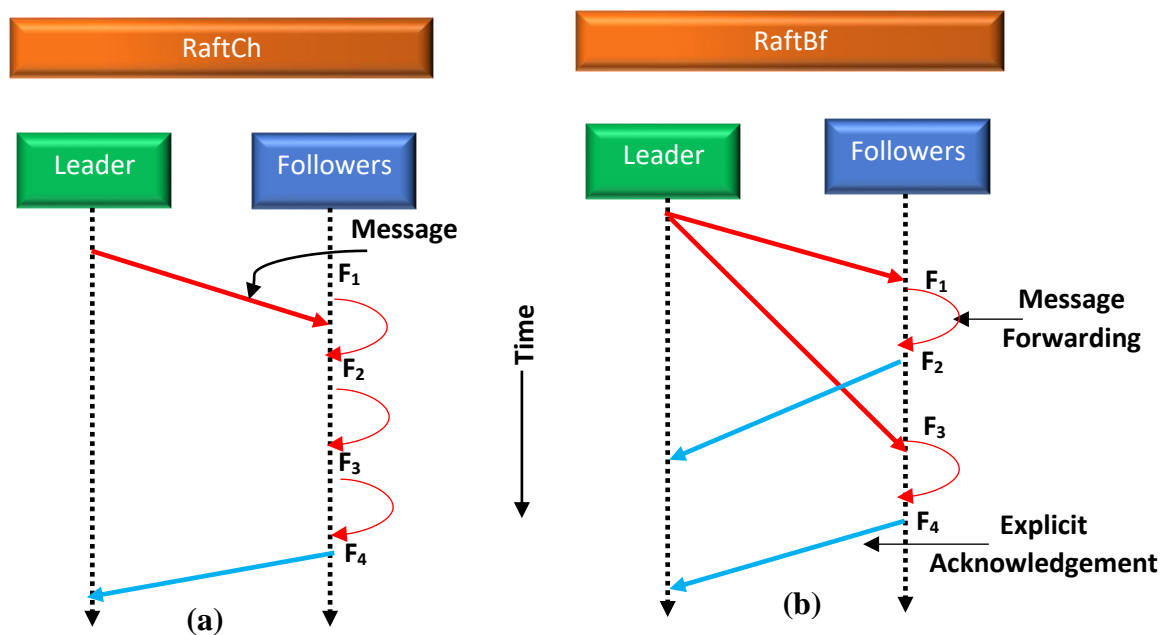 RaftCh
Leader
Followers
Message
F₁
F₂
F₃
F₄
(a)
Time
RaftBf
Leader
Followers
F₁
Message
Forwarding
F₂
F₃
F₄
Explicit
Acknowledgement
(b)